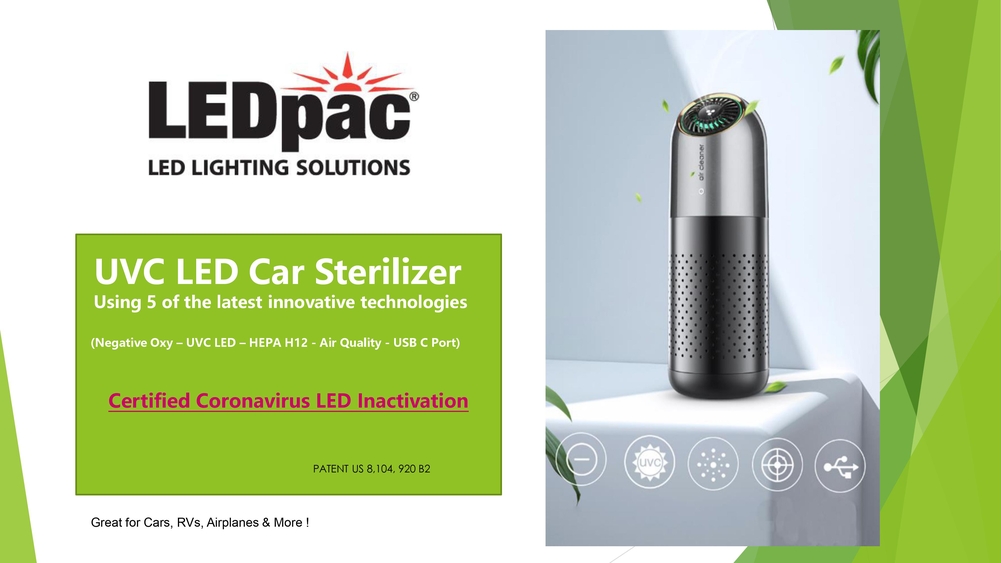 LEDpac®
LED LIGHTING SOLUTIONS
UVC LED Car Sterilizer
Using 5 of the latest innovative technologies
(Negative Oxy – UVC LED – HEPA H12 - Air Quality - USB C Port)
Certified Coronavirus LED Inactivation
PATENT US 8,104, 920 B2
Great for Cars, RVs, Airplanes & More !
air cleaner
UVC